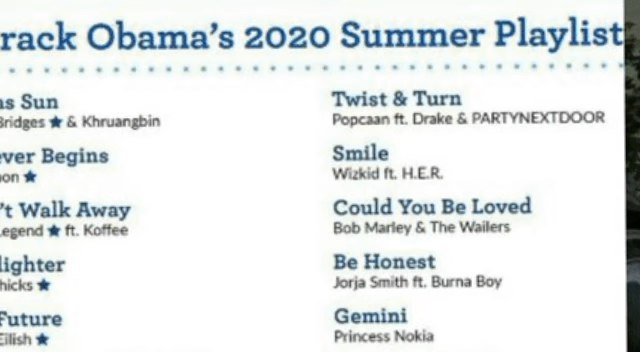 rack Obama's 2020 Summer Playlist
as Sun
Bridges ★ & Khruangbin
ever Begins
non ★
't Walk Away
Legend ★ ft. Koffee
lighter
hicks ★
Future
Eilish ★
Twist & Turn
Popcaan ft. Drake & PARTYNEXTDOOR
Smile
Wizkid ft. H.E.R.
Could You Be Loved
Bob Marley & The Wailers
Be Honest
Jorja Smith ft. Burna Boy
Gemini
Princess Nokia